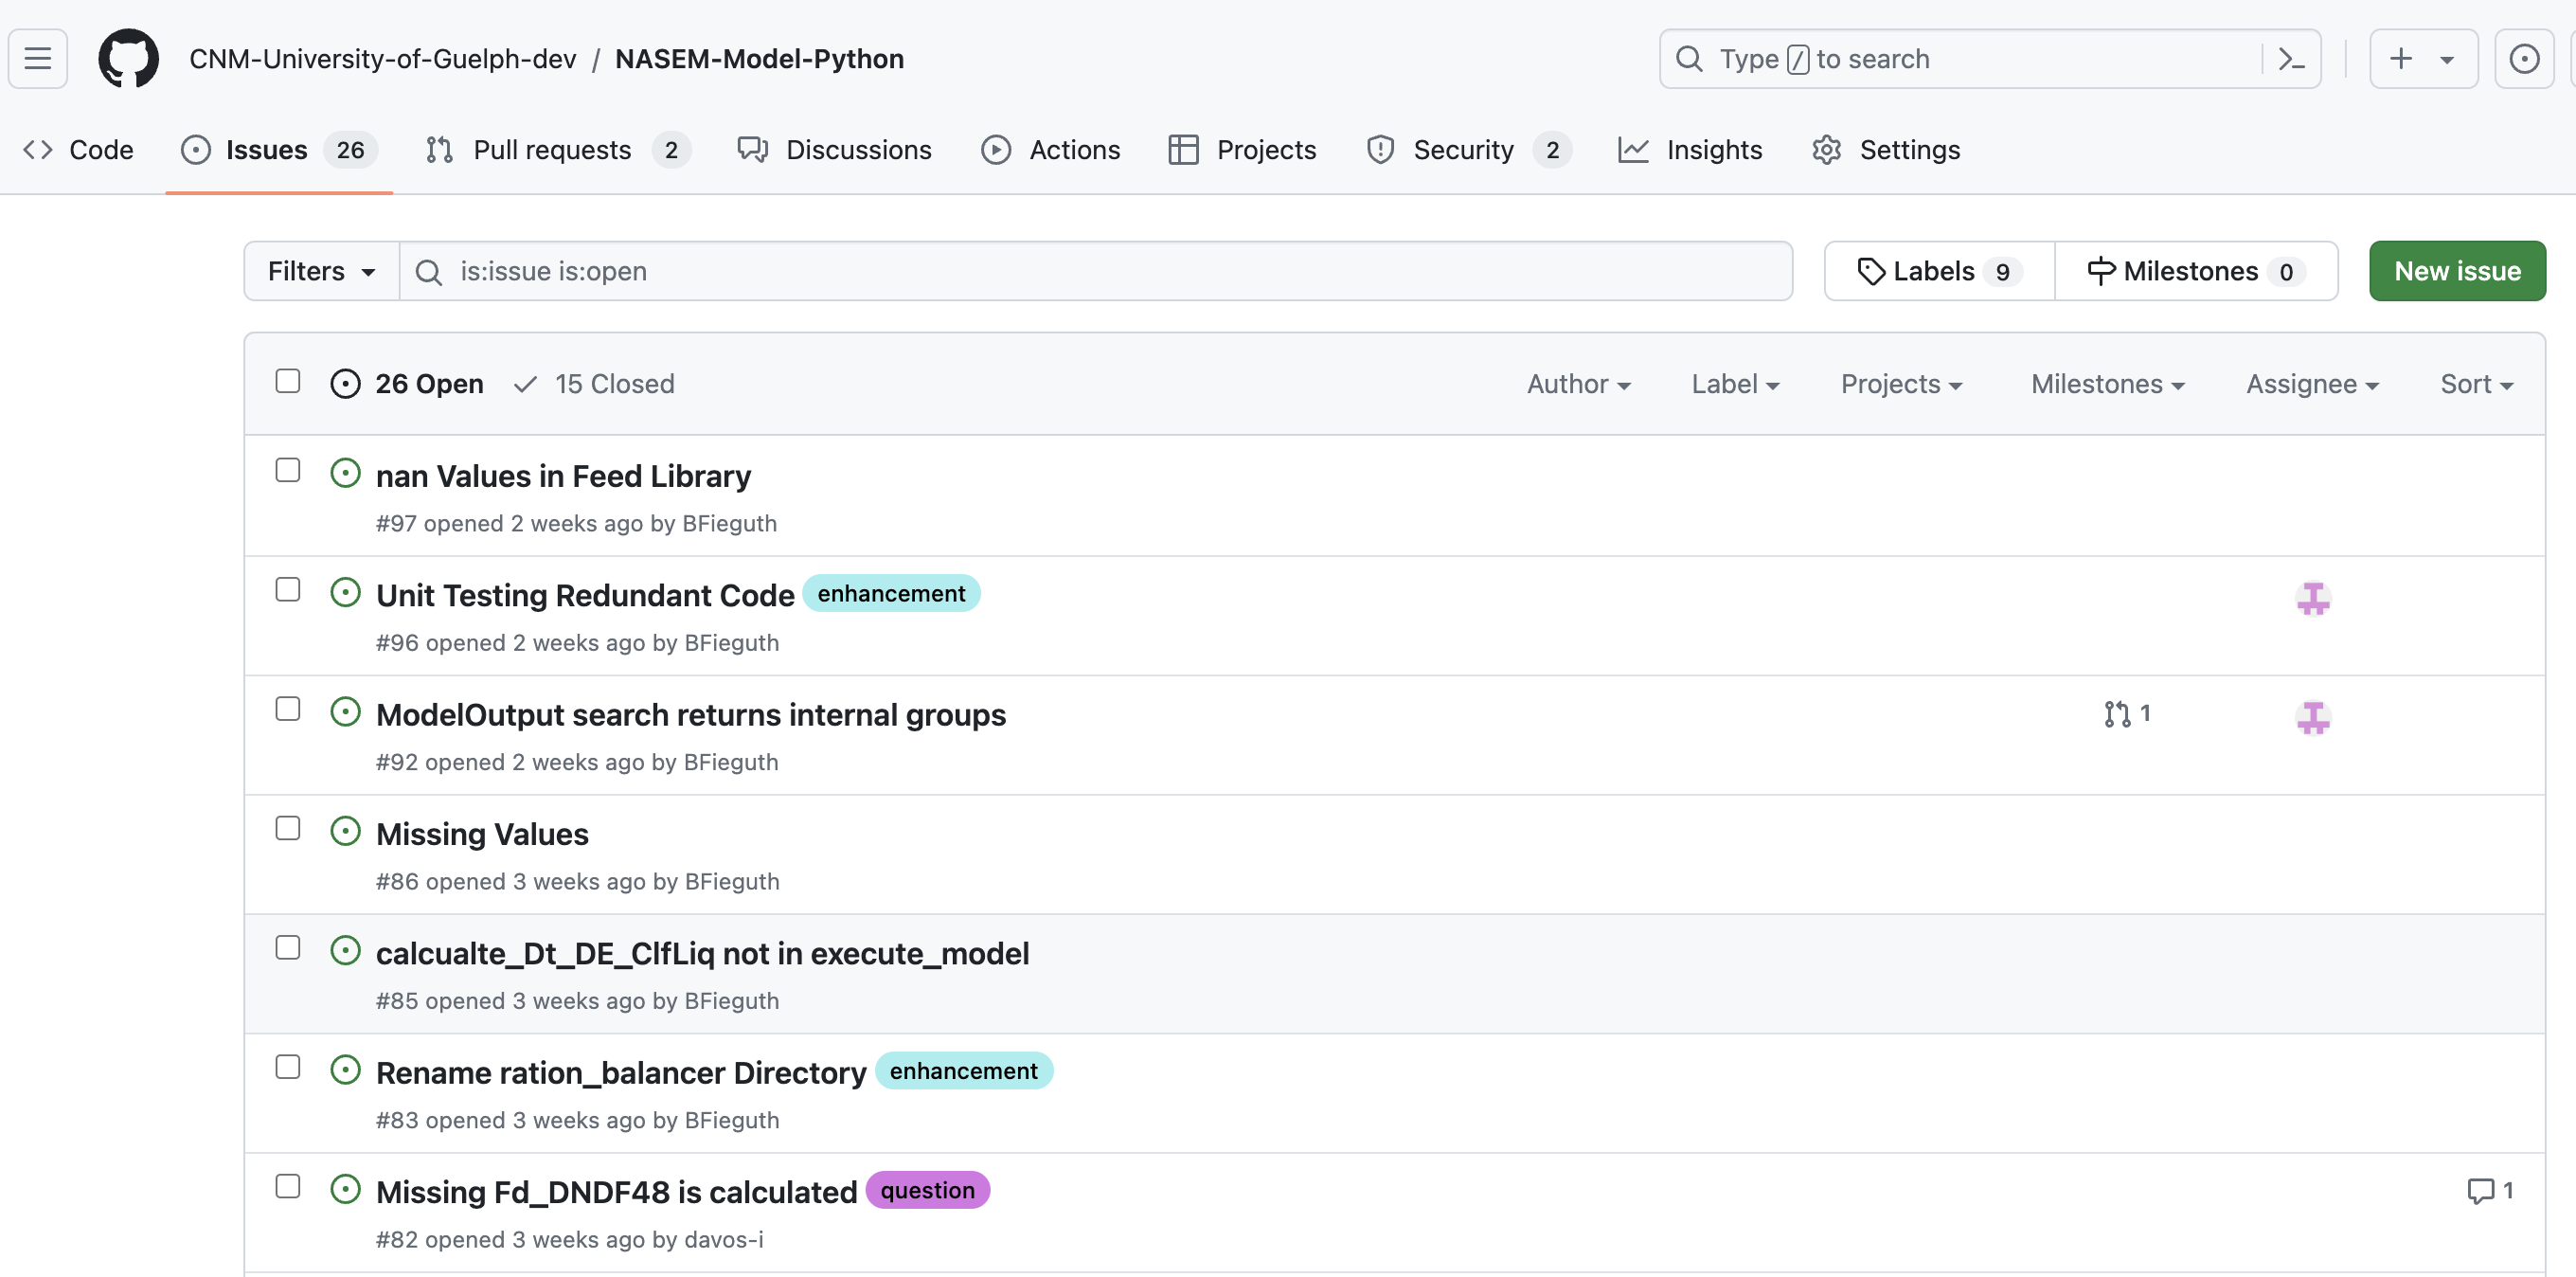 CNM-University-of-Guelph-dev / NASEM-Model-Python
Type / to search
Code Issues 26 Pull requests 2 Discussions Actions Projects Security 2 Insights Settings
Filters is:issue is:open Labels 9 Milestones 0 New issue
26 Open 15 Closed Author Label Projects Milestones Assignee Sort
nan Values in Feed Library
#97 opened 2 weeks ago by BFieguth
Unit Testing Redundant Code enhancement
#96 opened 2 weeks ago by BFieguth
ModelOutput search returns internal groups 1
#92 opened 2 weeks ago by BFieguth
Missing Values
#86 opened 3 weeks ago by BFieguth
calcualte_Dt_DE_ClfLiq not in execute_model
#85 opened 3 weeks ago by BFieguth
Rename ration_balancer Directory enhancement
#83 opened 3 weeks ago by BFieguth
Missing Fd_DNDF48 is calculated question 1
#82 opened 3 weeks ago by davos-i